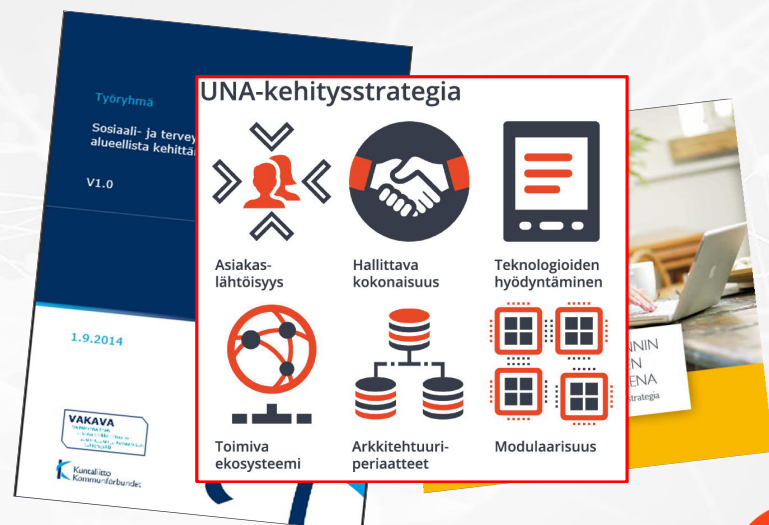 Työryhmä
Sosiaali- ja tervey
alueellista kehittä
V1.0
1.9.2014
VAKAVA
Kuntaliitto
Kommunförbundet
UNA-kehitysstrategia
Asiakas-
lähtöisyys
Hallittava
kokonaisuus
Teknologioiden
hyödyntäminen
Toimiva
ekosysteemi
Arkkitehtuuri-
periaatteet
Modulaarisuus
NNIN
EN
ENA
strategia